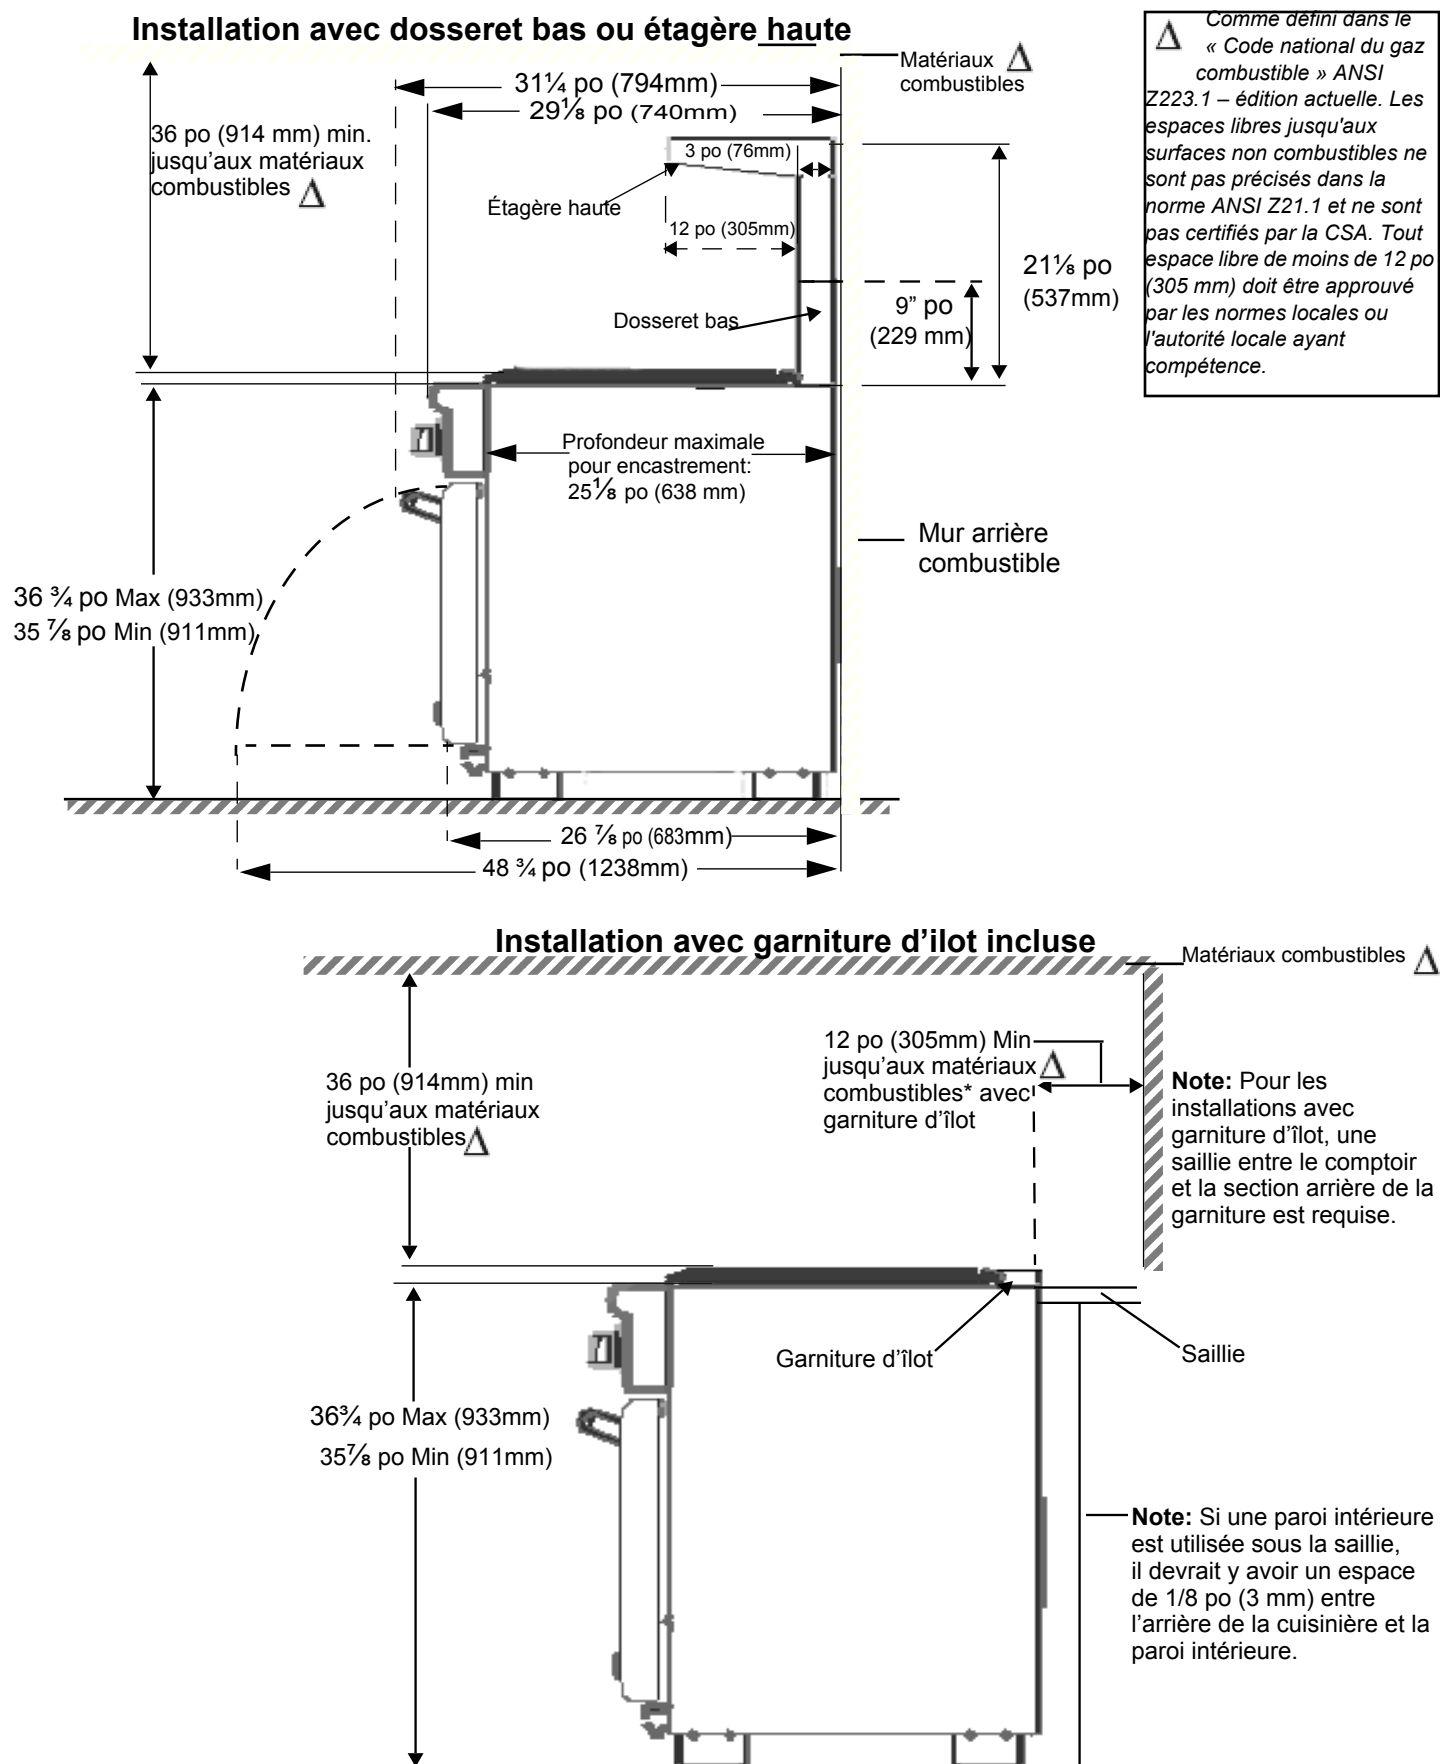 Installation avec dosseret bas ou étagère haute
Matériaux
combustibles
31¼ po (794mm)
29⅛ po (740mm)
36 po (914 mm) min.
jusqu'aux matériaux
combustibles
3 po (76mm)
Étagère haute
12 po (305mm)
21⅛ po
(537mm)
9” po
(229 mm)
Dosseret bas
Profondeur maximale
pour encastrement:
25⅛ po (638 mm)
Mur arrière
combustible
36 ¾ po Max (933mm)
35 ⅞ po Min (911mm)
26 ⅞ po (683mm)
48 ¾ po (1238mm)
Comme défini dans le
« Code national du gaz
combustible » ANSI
Z223.1 – édition actuelle. Les
espaces libres jusqu'aux
surfaces non combustibles ne
sont pas précisés dans la
norme ANSI Z21.1 et ne sont
pas certifiés par la CSA. Tout
espace libre de moins de 12 po
(305 mm) doit être approuvé
par les normes locales ou
l'autorité locale ayant
compétence.
Installation avec garniture d’ilot incluse
Matériaux combustibles
12 po (305mm) Min
jusqu’aux matériaux
combustibles* avec
garniture d’îlot
36 po (914mm) min
jusqu’aux matériaux
combustibles
Note: Pour les
installations avec
garniture d’îlot, une
saillie entre le comptoir
et la section arrière de la
garniture est requise.
Garniture d’îlot
Saillie
36¾ po Max (933mm)
35⅞ po Min (911mm)
Note: Si une paroi intérieure
est utilisée sous la saillie,
il devrait y avoir un espace
de 1/8 po (3 mm) entre
l’arrière de la cuisinière et la
paroi intérieure.